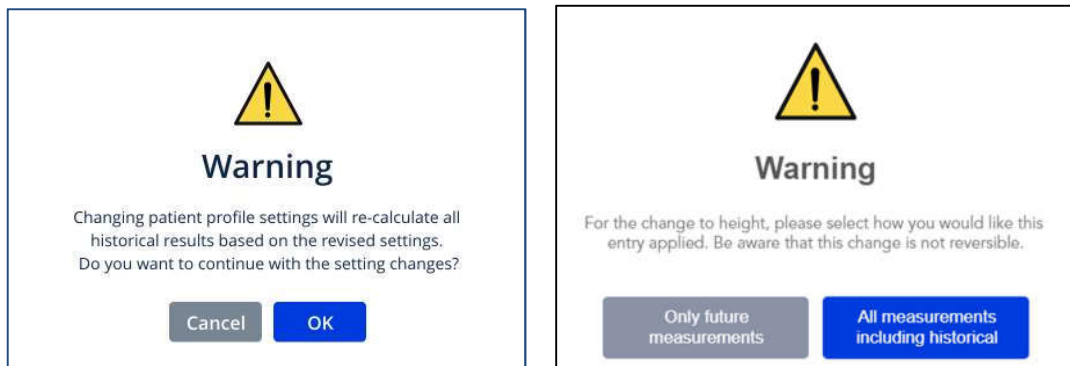 Warning
Changing patient profile settings will re-calculate all
historical results based on the revised settings.
Do you want to continue with the setting changes?
Cancel
OK
Warning
For the change to height, please select how you would like this
entry applied. Be aware that this change is not reversible.
Only future
measurements
All measurements
including historical